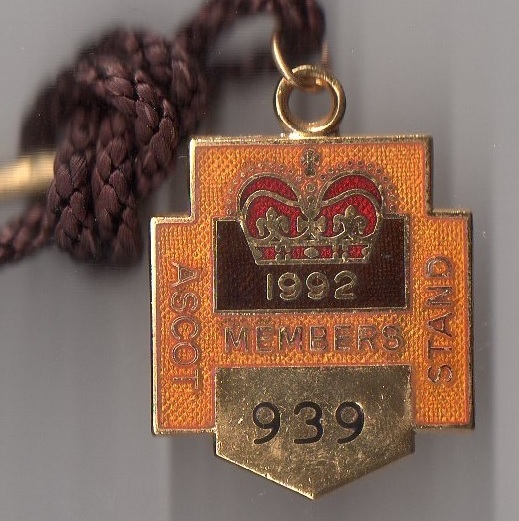 1992
ASCOT
MEMBERS
STAND
939